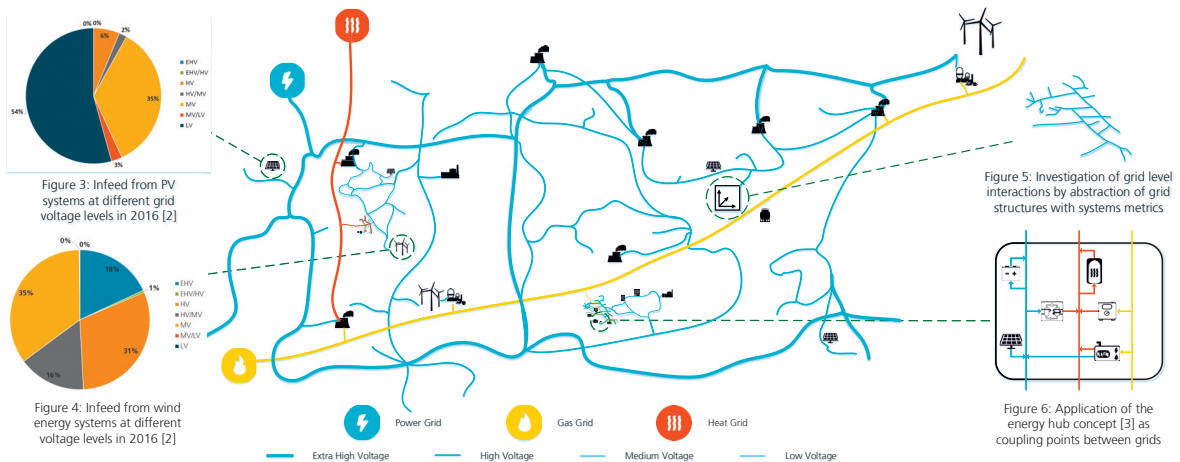 0%
0%
6%
2%
35%
3%
54%
EHV
EHV/HV
HV
HV/MV
MV
MV/LV
LV
Figure 3: Infeed from PV
systems at different grid
voltage levels in 2016 [2]
0%
0%
18%
1%
31%
16%
35%
EHV
EHV/HV
HV
HV/MV
MV
MV/LV
LV
Figure 4: Infeed from wind
energy systems at different
voltage levels in 2016 [2]
Power Grid
Gas Grid
Heat Grid
Extra High Voltage
High Voltage
Medium Voltage
Low Voltage
Figure 5: Investigation of grid level
interactions by abstraction of grid
structures with systems metrics
Figure 6: Application of the
energy hub concept [3] as
coupling points between grids